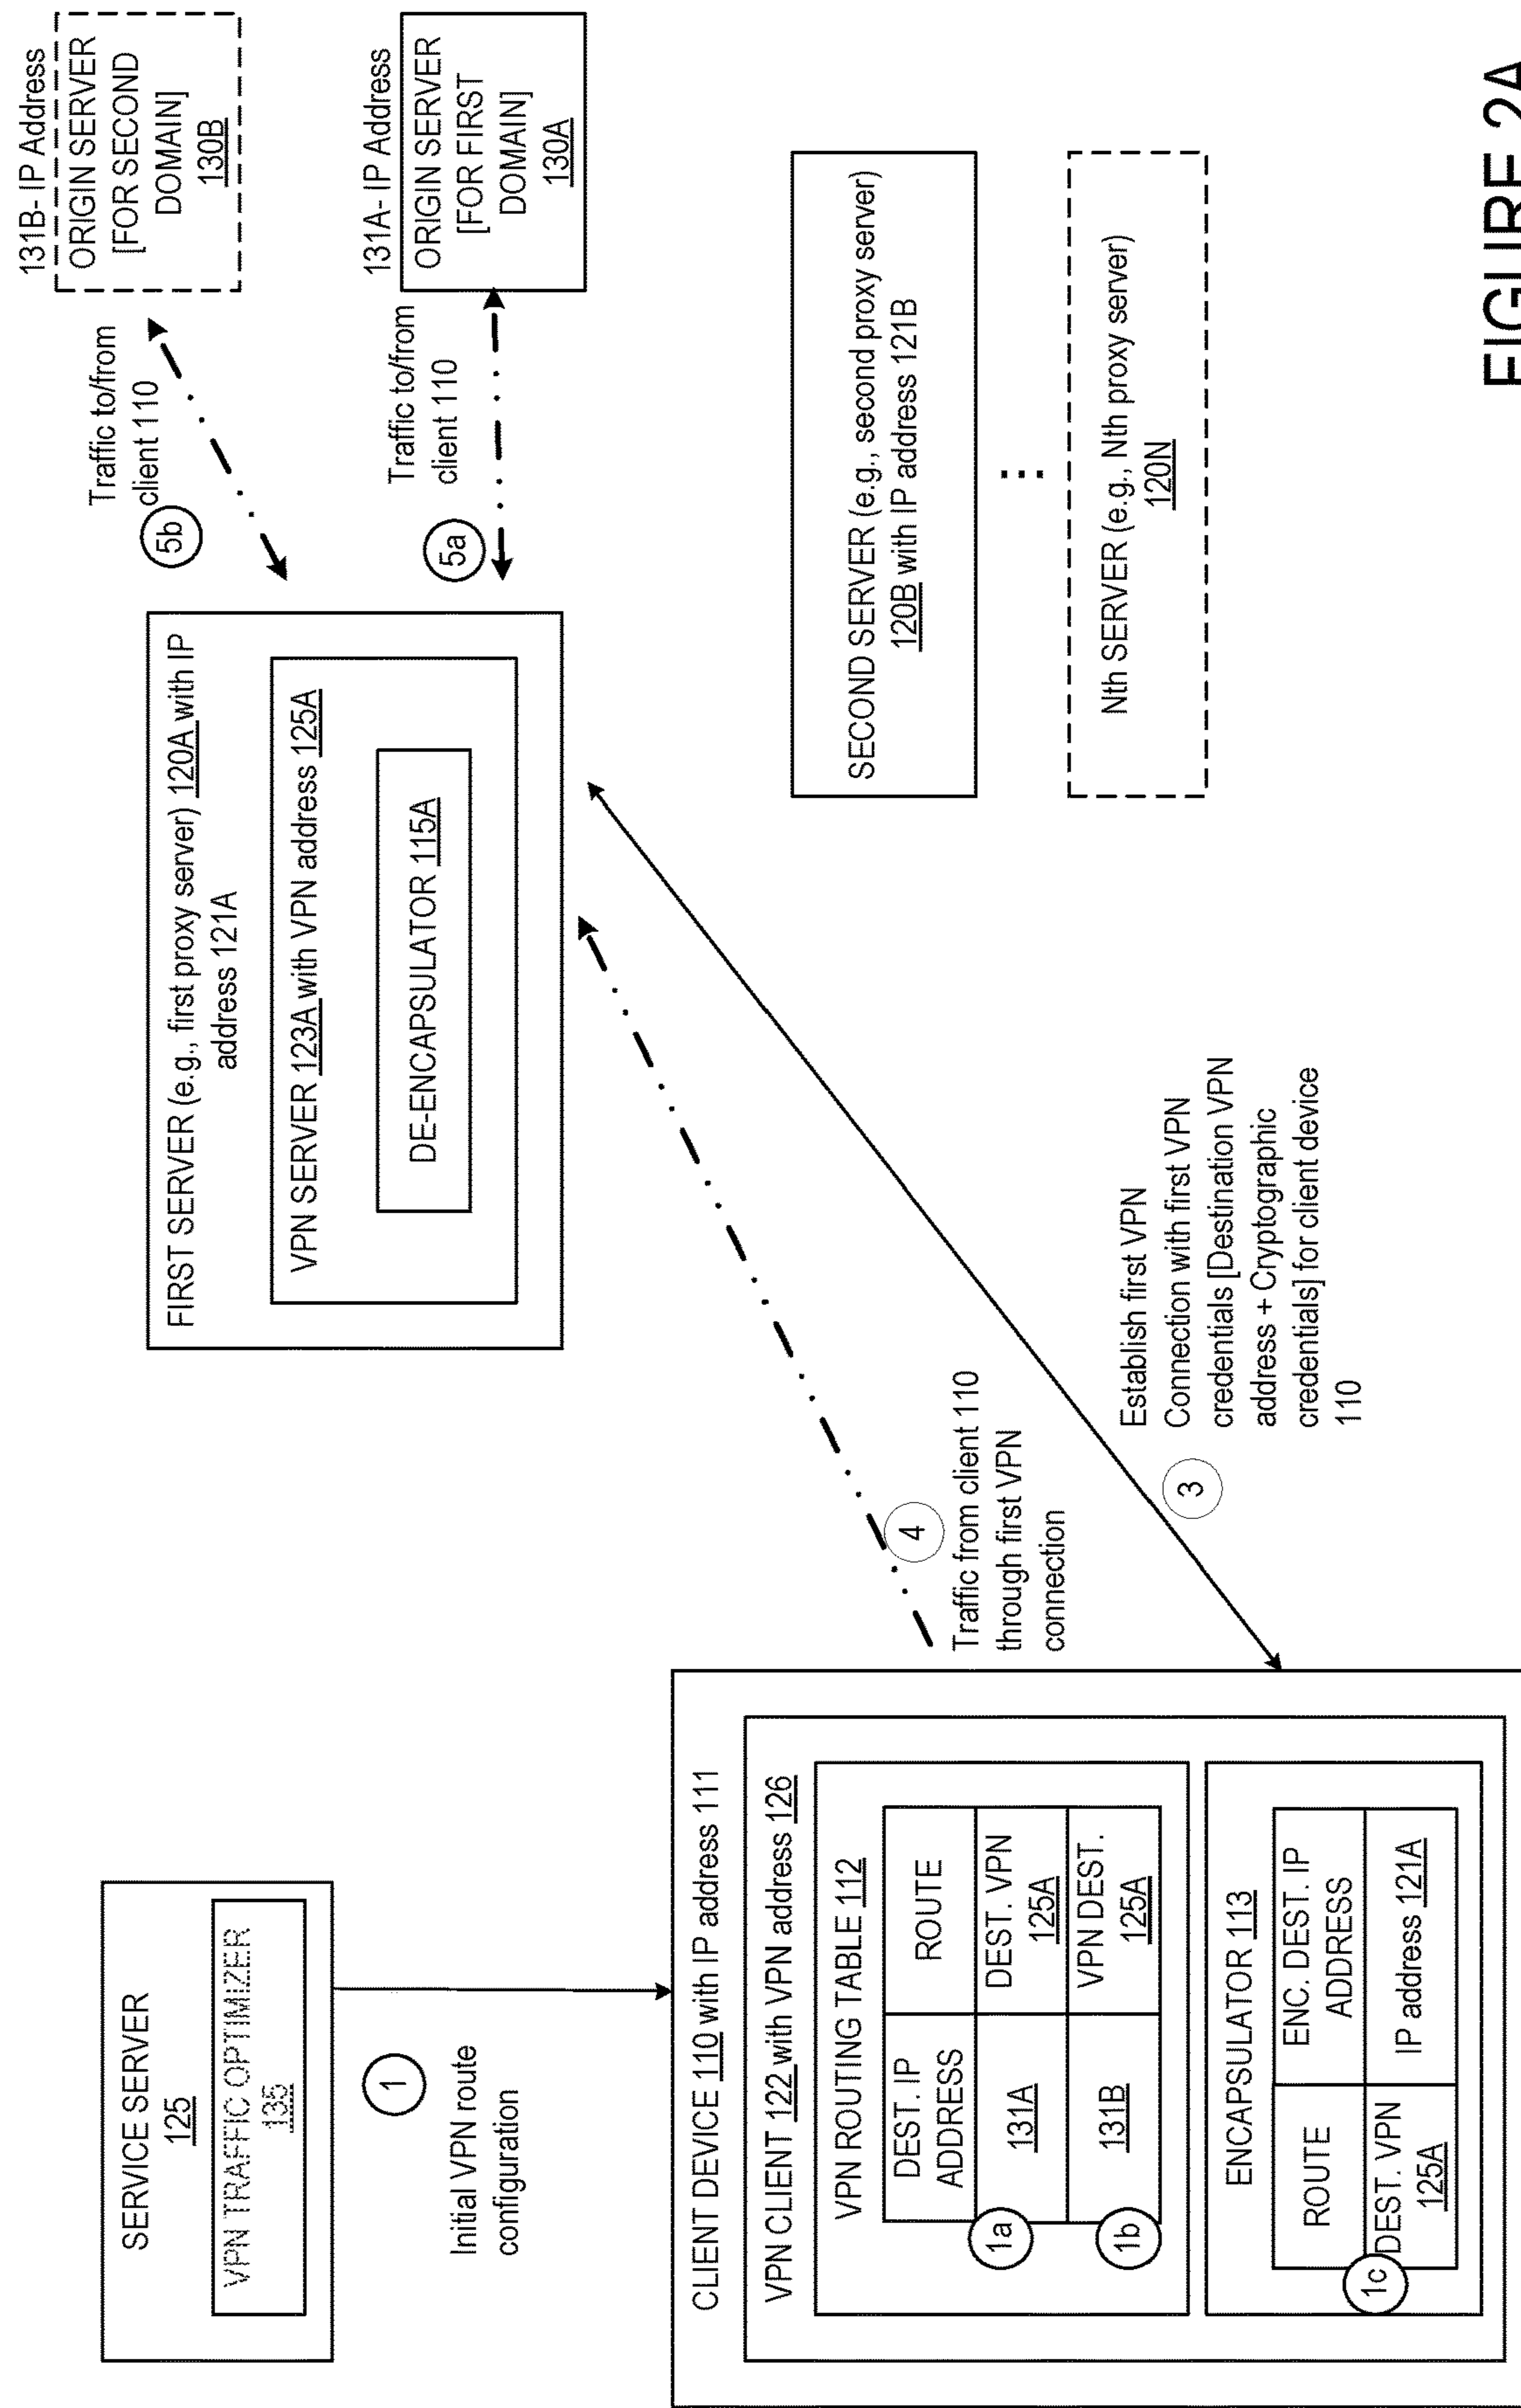 SERVICE SERVER
125
VPN TRAFFIC OPTIMIZER
135
1
Initial VPN route
configuration
CLIENT DEVICE 110 with IP address 111
VPN CLIENT 122 with VPN address 126
VPN ROUTING TABLE 112
DEST. IP
ADDRESS
ROUTE
1a
131A
DEST. VPN
125A
1b
131B
VPN DEST.
125A
ENCAPSULATOR 113
ROUTE
ENC. DEST. IP
ADDRESS
1c
DEST. VPN
125A
IP address 121A
4
Traffic from client 110
through first VPN
connection
3
Establish first VPN
Connection with first VPN
credentials [Destination VPN
address + Cryptographic
credentials] for client device
110
FIRST SERVER (e.g., first proxy server) 120A with IP
address 121A
VPN SERVER 123A with VPN address 125A
DE-ENCAPSULATOR 115A
5b
Traffic to/from
client 110
5a
Traffic to/from
client 110
131B- IP Address
ORIGIN SERVER
[FOR SECOND
DOMAIN]
130B
131A- IP Address
ORIGIN SERVER
[FOR FIRST
DOMAIN]
130A
SECOND SERVER (e.g., second proxy server)
120B with IP address 121B
...
Nth SERVER (e.g., Nth proxy server)
120N
FIGURE 2A